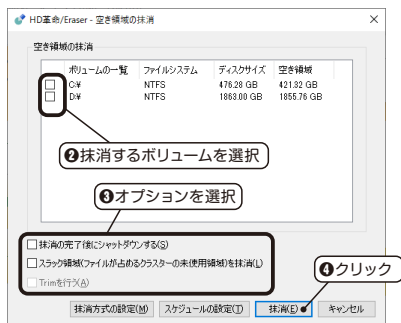 HD革命/Eraser - 空き領域の抹消
空き領域の抹消
ボリュームの一覧 ファイルシステム ディスクサイズ 空き領域
C:¥ NTFS 476.28 GB 421.32 GB
D:¥ NTFS 1863.00 GB 1855.76 GB
❷抹消するボリュームを選択
❸オプションを選択
抹消の完了後にシャットダウンする(S)
スラック領域(ファイルが占めるクラスターの未使用領域)を抹消(L)
❹クリック
Trimを行う(A)
抹消方式の設定(M) スケジュールの設定(T) 抹消(E) キャンセル